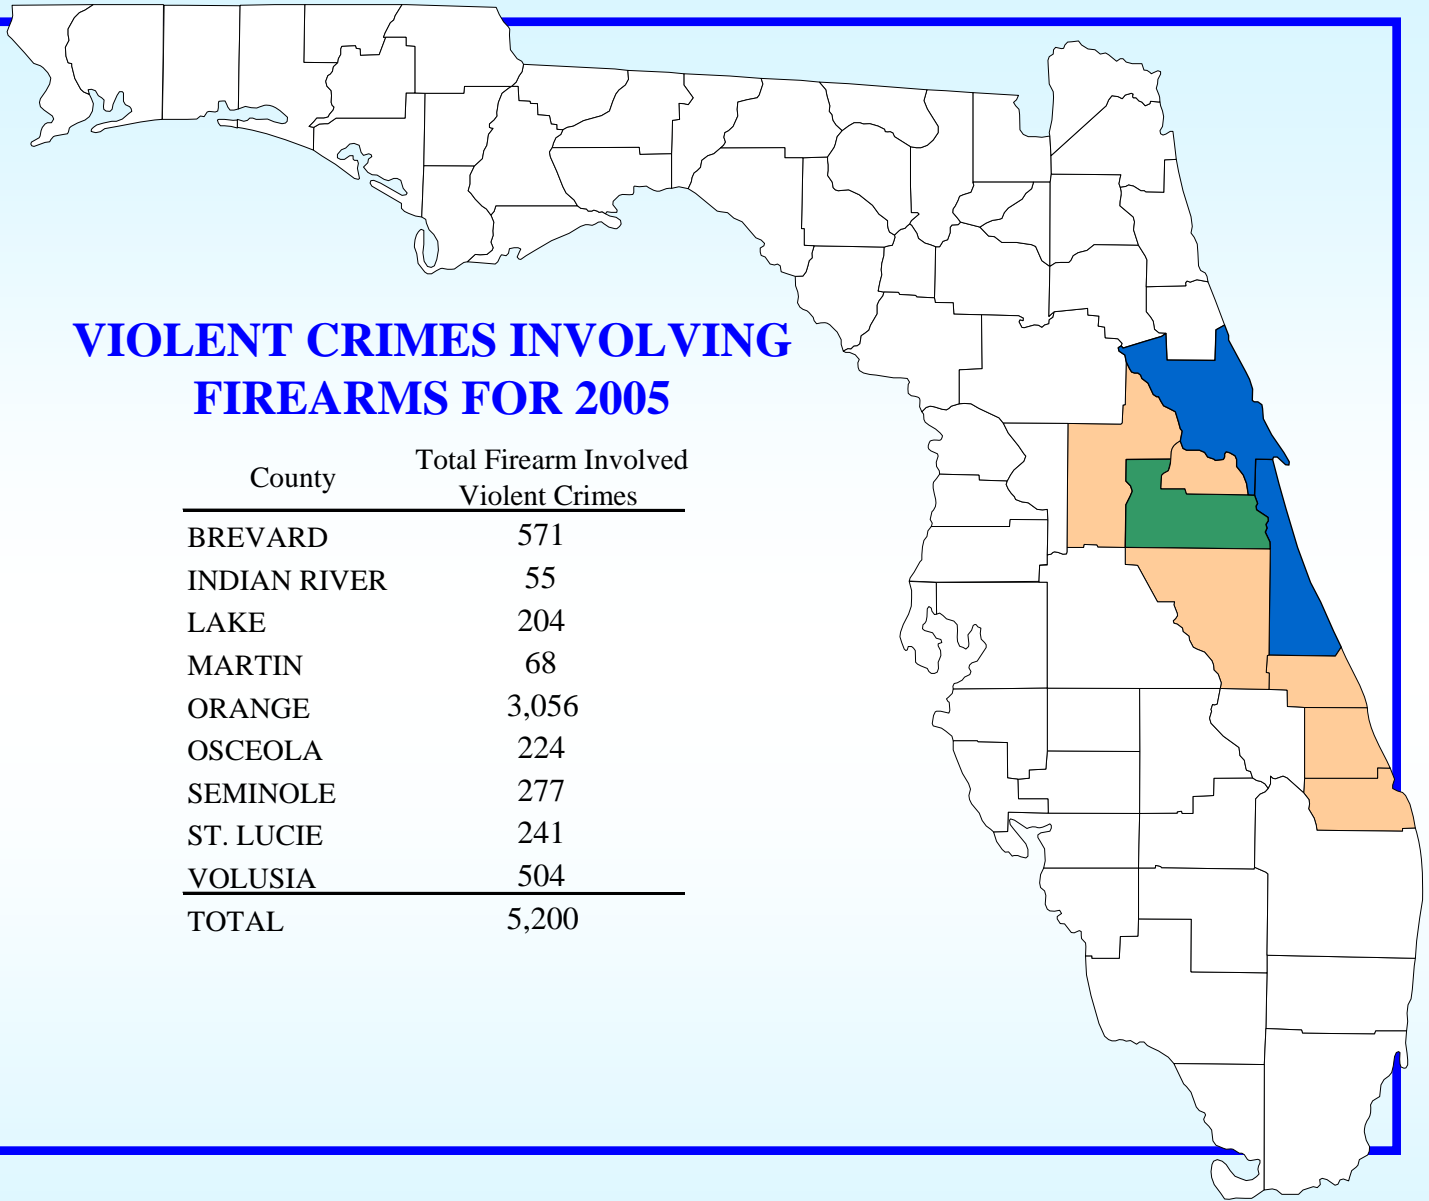 VIOLENT CRIMES INVOLVING
FIREARMS FOR 2005
County
Total Firearm Involved
Violent Crimes
BREVARD 571
INDIAN RIVER 55
LAKE 204
MARTIN 68
ORANGE 3,056
OSCEOLA 224
SEMINOLE 277
ST. LUCIE 241
VOLUSIA 504
TOTAL 5,200